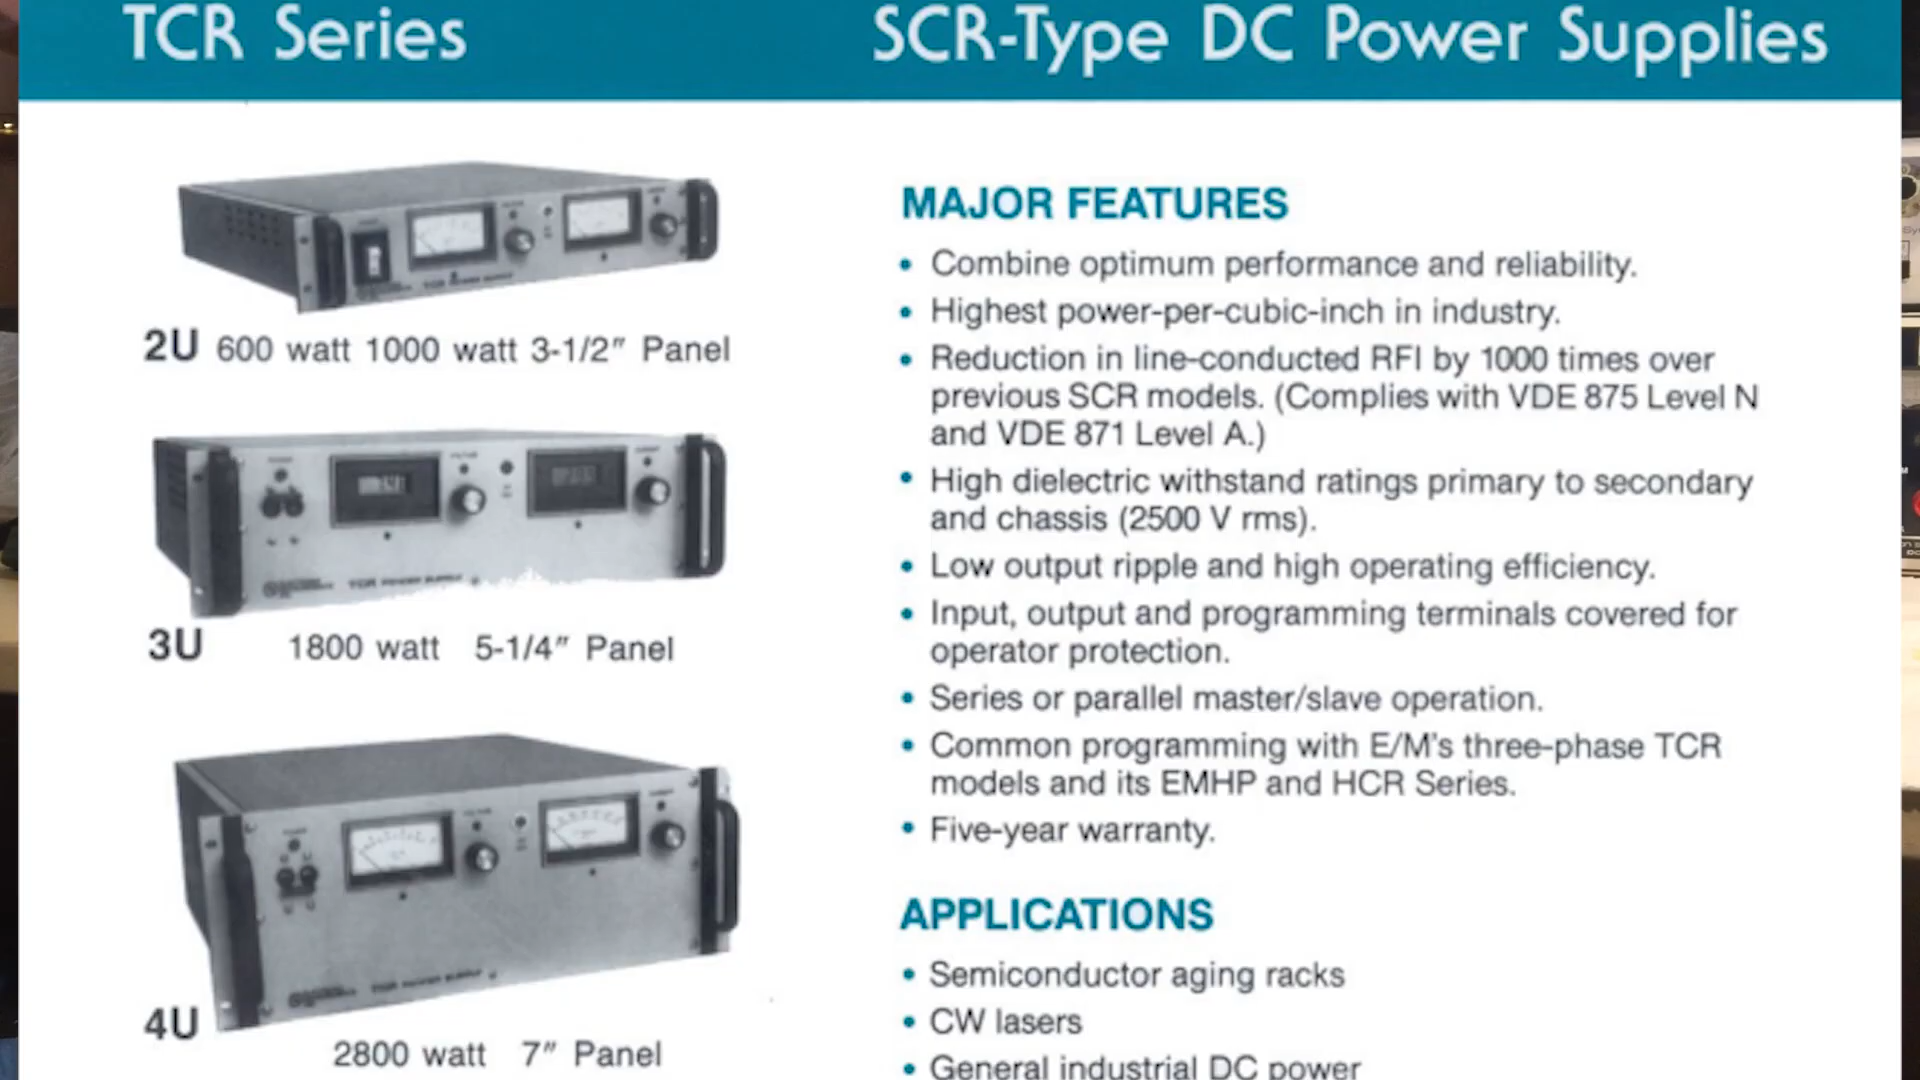 TCR Series
SCR-Type DC Power Supplies
2U 600 watt 1000 watt 3-1/2″ Panel
3U 1800 watt 5-1/4″ Panel
4U 2800 watt 7″ Panel
MAJOR FEATURES
• Combine optimum performance and reliability.
• Highest power-per-cubic-inch in industry.
• Reduction in line-conducted RFI by 1000 times over
previous SCR models. (Complies with VDE 875 Level N
and VDE 871 Level A.)
• High dielectric withstand ratings primary to secondary
and chassis (2500 V rms).
• Low output ripple and high operating efficiency.
• Input, output and programming terminals covered for
operator protection.
• Series or parallel master/slave operation.
• Common programming with E/M's three-phase TCR
models and its EMHP and HCR Series.
• Five-year warranty.
APPLICATIONS
• Semiconductor aging racks
• CW lasers
• General industrial DC power